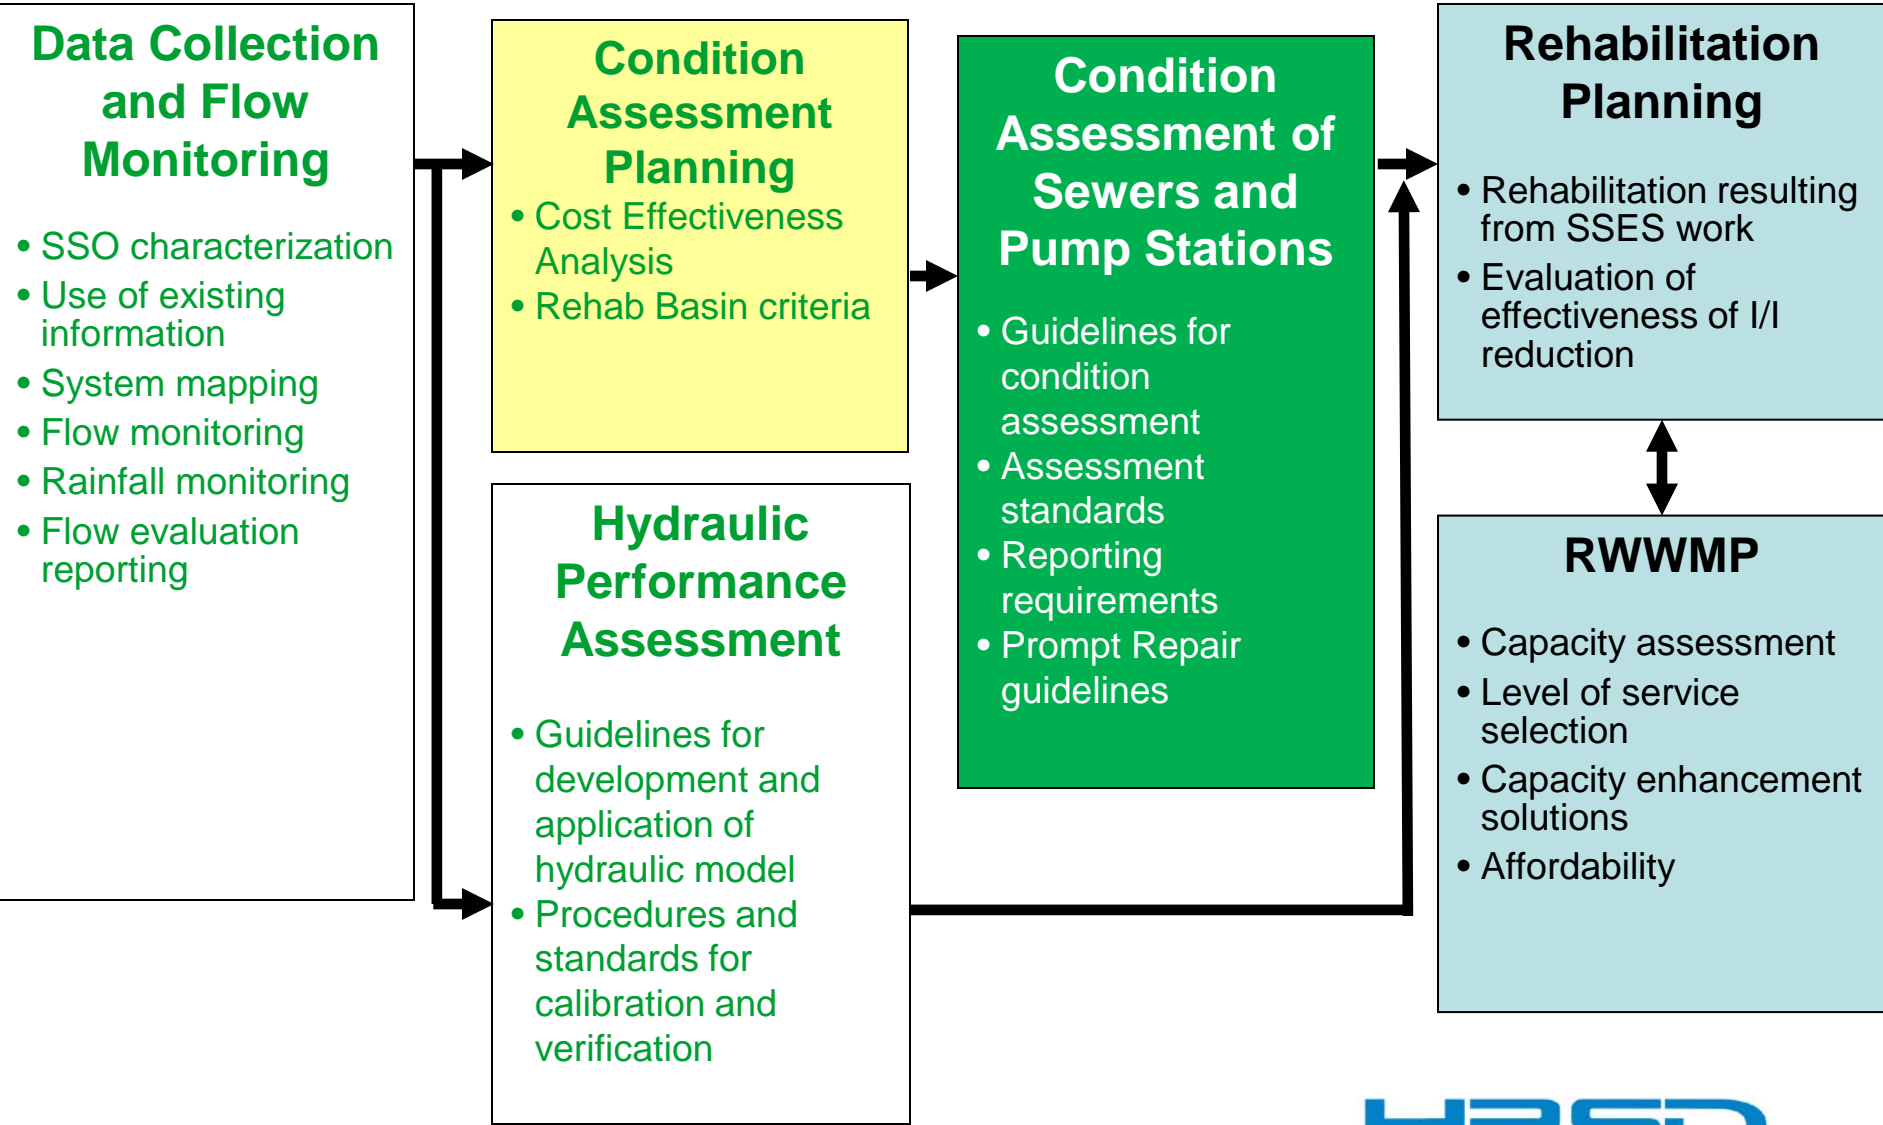 Data Collection
and Flow
Monitoring
• SSO characterization
• Use of existing
information
• System mapping
• Flow monitoring
• Rainfall monitoring
• Flow evaluation
reporting
Condition
Assessment
Planning
• Cost Effectiveness
Analysis
• Rehab Basin criteria
Hydraulic
Performance
Assessment
• Guidelines for
development and
application of
hydraulic model
• Procedures and
standards for
calibration and
verification
Condition
Assessment of
Sewers and
Pump Stations
• Guidelines for
condition
assessment
• Assessment
standards
• Reporting
requirements
• Prompt Repair
guidelines
Rehabilitation
Planning
• Rehabilitation resulting
from SSES work
• Evaluation of
effectiveness of I/I
reduction
RWWMP
• Capacity assessment
• Level of service
selection
• Capacity enhancement
solutions
• Affordability